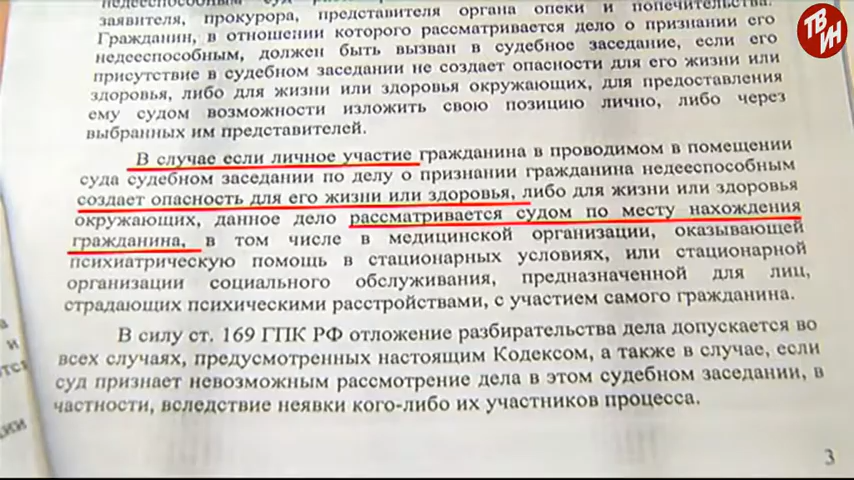 заявителя, прокурора, представителя органа опеки и попечительства.
Гражданин, в отношении которого рассматривается дело о признании его
недееспособным, должен быть вызван в судебное заседание, если его
присутствие в судебном заседании не создает опасности для его жизни или
здоровья, либо для жизни или здоровья окружающих, для предоставления
ему судом возможности изложить свою позицию лично, либо через
выбранных им представителей.
В случае если личное участие гражданина в проводимом в помещении
суда судебном заседании по делу о признании гражданина недееспособным
создает опасность для его жизни или здоровья, либо для жизни или здоровья
окружающих, данное дело рассматривается судом по месту нахождения
гражданина, в том числе в медицинской организации, оказывающей
психиатрическую помощь в стационарных условиях, или стационарной
организации социального обслуживания, предназначенной для лиц,
страдающих психическими расстройствами, с участием самого гражданина.
В силу ст. 169 ГПК РФ отложение разбирательства дела допускается во
всех случаях, предусмотренных настоящим Кодексом, а также в случае, если
суд признает невозможным рассмотрение дела в этом судебном заседании, в
частности, вследствие неявки кого-либо их участников процесса.
3
ТВ
ИН